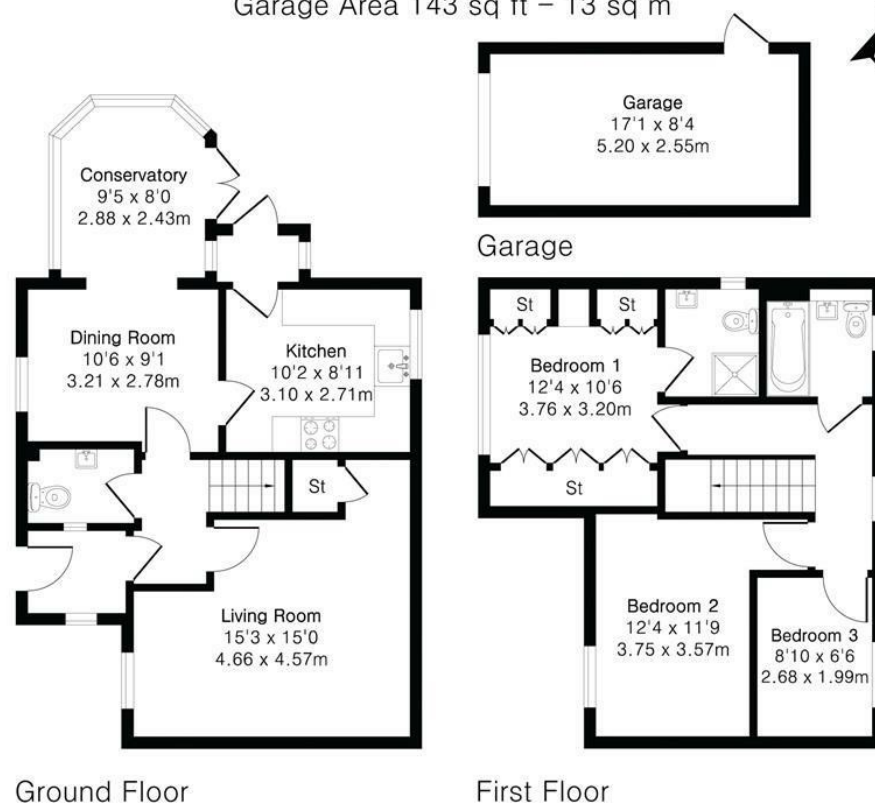 Garage Area 143 sq ft – 13 sq m
Garage
17'1 x 8'4
5.20 x 2.55m
Garage
Conservatory
9'5 x 8'0
2.88 x 2.43m
Dining Room
10'6 x 9'1
3.21 x 2.78m
Kitchen
10'2 x 8'11
3.10 x 2.71m
St
Living Room
15'3 x 15'0
4.66 x 4.57m
Ground Floor
St
St
Bedroom 1
12'4 x 10'6
3.76 x 3.20m
St
Bedroom 2
12'4 x 11'9
3.75 x 3.57m
Bedroom 3
8'10 x 6'6
2.68 x 1.99m
First Floor